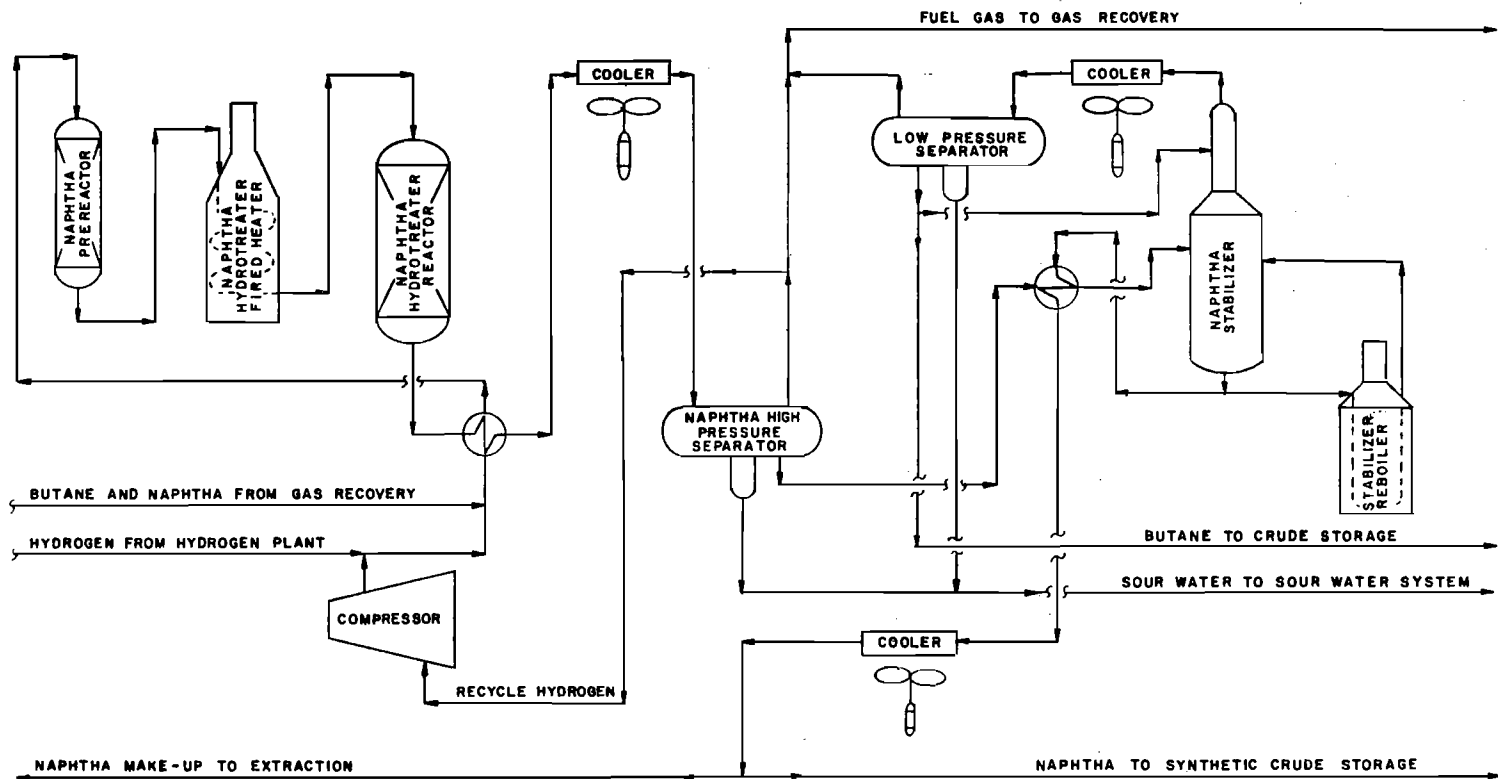 FUEL GAS TO GAS RECOVERY
COOLER
COOLER
LOW PRESSURE
SEPARATOR
NAPHTHA
PREREACTOR
NAPHTHA
HYDROTREATER
FIRED HEATER
NAPHTHA
HYDROTREATER
REACTOR
NAPHTHA
STABILIZER
NAPHTHA HIGH
PRESSURE
SEPARATOR
STABILIZER
REBOILER
BUTANE AND NAPHTHA FROM GAS RECOVERY
HYDROGEN FROM HYDROGEN PLANT
BUTANE TO CRUDE STORAGE
SOUR WATER TO SOUR WATER SYSTEM
COMPRESSOR
COOLER
RECYCLE HYDROGEN
NAPHTHA MAKE-UP TO EXTRACTION
NAPHTHA TO SYNTHETIC CRUDE STORAGE